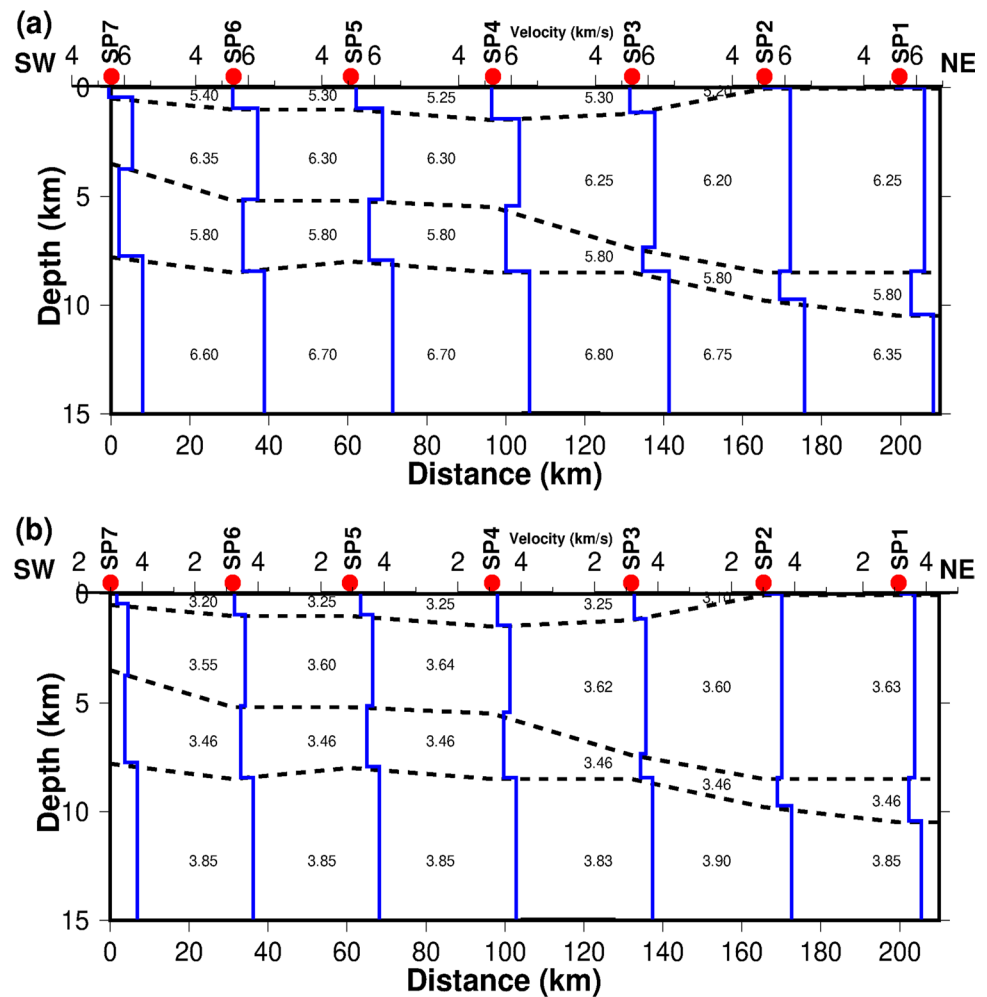 (a)
SP7 SP6 SP5 SP4 SP3 SP2 SP1
Velocity (km/s)
SW 4 6 4 6 4 6 4 6 4 6 4 6 4 6 NE
0 5.40 5.30 5.25 5.30 5.20
6.35 6.30 6.30 6.25 6.20 6.25
5
5.80 5.80 5.80 5.80 5.80 5.80
10
6.60 6.70 6.70 6.80 6.75 6.35
15
Depth (km)
0 20 40 60 80 100 120 140 160 180 200
Distance (km)
(b)
SP7 SP6 SP5 SP4 SP3 SP2 SP1
Velocity (km/s)
SW 2 4 2 4 2 4 2 4 2 4 2 4 2 4 NE
0 3.20 3.25 3.25 3.25 3.10
3.55 3.60 3.64 3.62 3.60 3.63
5
3.46 3.46 3.46 3.46 3.46 3.46
10
3.85 3.85 3.85 3.83 3.90 3.85
15
Depth (km)
0 20 40 60 80 100 120 140 160 180 200
Distance (km)